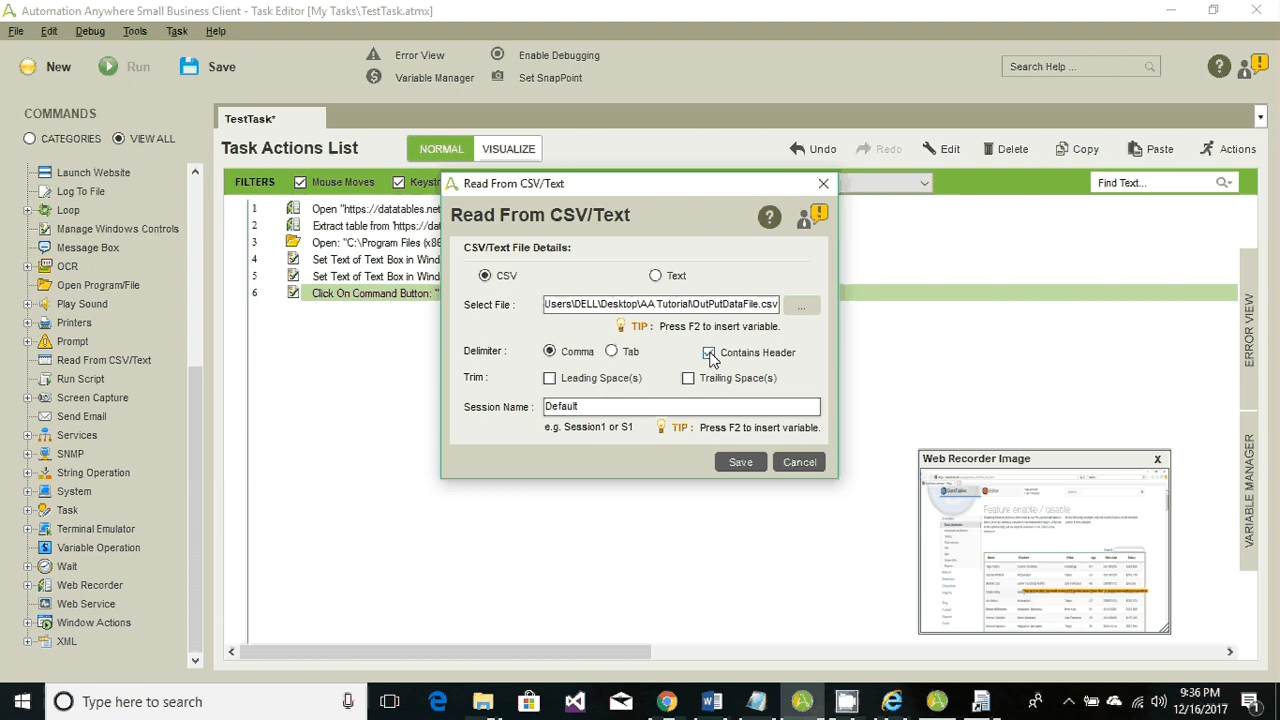 Automation Anywhere Small Business Client - Task Editor [My Tasks\TestTask.atmx]
File Edit Debug Tools Task Help
New Run Save
Error View Enable Debugging
Variable Manager Set SnapPoint
Search Help ...
COMMANDS
CATEGORIES VIEW ALL
Launch Website
Log To File
Loop
Manage Windows Controls
Message Box
OCR
Open Program/File
Play Sound
Printers
Prompt
Read From CSV/Text
Run Script
Screen Capture
Send Email
Services
SNMP
String Operation
System
Task
Terminal Emulator
Variable Operation
Wait
Web Recorder
Web Service
Window Actions
XML
TestTask*
Task Actions List NORMAL VISUALIZE Undo Redo Edit Delete Copy Paste Actions
FILTERS Mouse Moves Keystr Find Text...
1 Open "https://datatables.net
2 Extract table from 'https://dat
3 Open: "C:\Program Files (x86
4 Set Text of Text Box in Wind
5 Set Text of Text Box in Wind
6 Click On Command Button: "
Read From CSV/Text
Read From CSV/Text
CSV/Text File Details:
CSV Text
Select File : Users\DELL\Desktop\AA Tutorial\OutPutDataFile.csv ...
TIP : Press F2 to insert variable.
Delimiter : Comma Tab Contains Header
Trim : Leading Space(s) Trailing Space(s)
Session Name : Default
e.g. Session1 or S1 TIP : Press F2 to insert variable.
Save Cancel
ERROR VIEW
VARIABLE MANAGER
Web Recorder Image X
Feature enable / disable
Type here to search
9:36 PM
12/16/2017
1